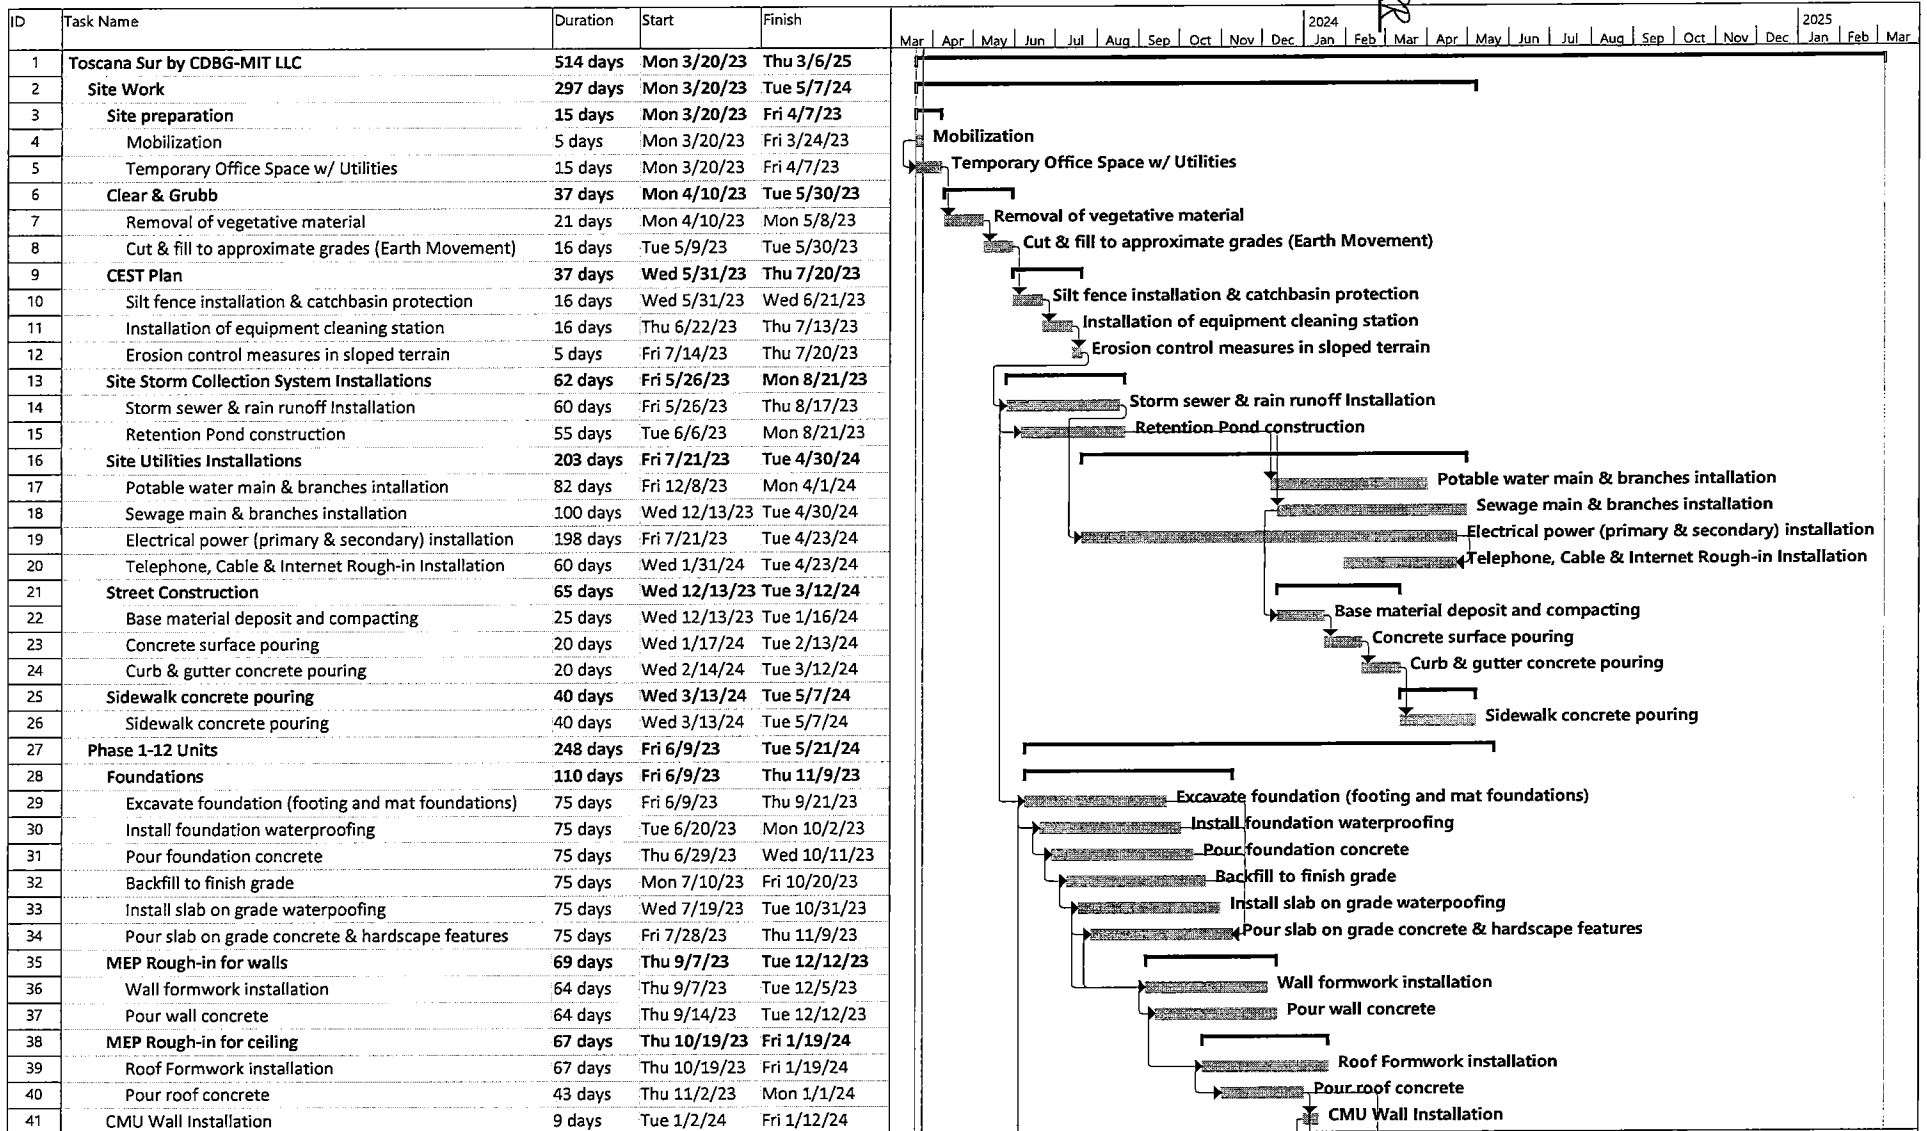 ID Task Name Duration Start Finish 2024 2025
Mar Apr May Jun Jul Aug Sep Oct Nov Dec Jan Feb Mar Apr May Jun Jul Aug Sep Oct Nov Dec Jan Feb Mar
1 Toscana Sur by CDBG-MIT LLC 514 days Mon 3/20/23 Thu 3/6/25
2 Site Work 297 days Mon 3/20/23 Tue 5/7/24
3 Site preparation 15 days Mon 3/20/23 Fri 4/7/23
4 Mobilization 5 days Mon 3/20/23 Fri 3/24/23 Mobilization
5 Temporary Office Space w/ Utilities 15 days Mon 3/20/23 Fri 4/7/23 Temporary Office Space w/ Utilities
6 Clear & Grubb 37 days Mon 4/10/23 Tue 5/30/23
7 Removal of vegetative material 21 days Mon 4/10/23 Mon 5/8/23 Removal of vegetative material
8 Cut & fill to approximate grades (Earth Movement) 16 days Tue 5/9/23 Tue 5/30/23 Cut & fill to approximate grades (Earth Movement)
9 CEST Plan 37 days Wed 5/31/23 Thu 7/20/23
10 Silt fence installation & catchbasin protection 16 days Wed 5/31/23 Wed 6/21/23 Silt fence installation & catchbasin protection
11 Installation of equipment cleaning station 16 days Thu 6/22/23 Thu 7/13/23 Installation of equipment cleaning station
12 Erosion control measures in sloped terrain 5 days Fri 7/14/23 Thu 7/20/23 Erosion control measures in sloped terrain
13 Site Storm Collection System Installations 62 days Fri 5/26/23 Mon 8/21/23
14 Storm sewer & rain runoff Installation 60 days Fri 5/26/23 Thu 8/17/23 Storm sewer & rain runoff Installation
15 Retention Pond construction 55 days Tue 6/6/23 Mon 8/21/23 Retention Pond construction
16 Site Utilities Installations 203 days Fri 7/21/23 Tue 4/30/24
17 Potable water main & branches intallation 82 days Fri 12/8/23 Mon 4/1/24 Potable water main & branches intallation
18 Sewage main & branches installation 100 days Wed 12/13/23 Tue 4/30/24 Sewage main & branches installation
19 Electrical power (primary & secondary) installation 198 days Fri 7/21/23 Tue 4/23/24 Electrical power (primary & secondary) installation
20 Telephone, Cable & Internet Rough-in Installation 60 days Wed 1/31/24 Tue 4/23/24 Telephone, Cable & Internet Rough-in Installation
21 Street Construction 65 days Wed 12/13/23 Tue 3/12/24
22 Base material deposit and compacting 25 days Wed 12/13/23 Tue 1/16/24 Base material deposit and compacting
23 Concrete surface pouring 20 days Wed 1/17/24 Tue 2/13/24 Concrete surface pouring
24 Curb & gutter concrete pouring 20 days Wed 2/14/24 Tue 3/12/24 Curb & gutter concrete pouring
25 Sidewalk concrete pouring 40 days Wed 3/13/24 Tue 5/7/24
26 Sidewalk concrete pouring 40 days Wed 3/13/24 Tue 5/7/24 Sidewalk concrete pouring
27 Phase 1-12 Units 248 days Fri 6/9/23 Tue 5/21/24
28 Foundations 110 days Fri 6/9/23 Thu 11/9/23
29 Excavate foundation (footing and mat foundations) 75 days Fri 6/9/23 Thu 9/21/23 Excavate foundation (footing and mat foundations)
30 Install foundation waterproofing 75 days Tue 6/20/23 Mon 10/2/23 Install foundation waterproofing
31 Pour foundation concrete 75 days Thu 6/29/23 Wed 10/11/23 Pour foundation concrete
32 Backfill to finish grade 75 days Mon 7/10/23 Fri 10/20/23 Backfill to finish grade
33 Install slab on grade waterpoofing 75 days Wed 7/19/23 Tue 10/31/23 Install slab on grade waterpoofing
34 Pour slab on grade concrete & hardscape features 75 days Fri 7/28/23 Thu 11/9/23 Pour slab on grade concrete & hardscape features
35 MEP Rough-in for walls 69 days Thu 9/7/23 Tue 12/12/23
36 Wall formwork installation 64 days Thu 9/7/23 Tue 12/5/23 Wall formwork installation
37 Pour wall concrete 64 days Thu 9/14/23 Tue 12/12/23 Pour wall concrete
38 MEP Rough-in for ceiling 67 days Thu 10/19/23 Fri 1/19/24
39 Roof Formwork installation 67 days Thu 10/19/23 Fri 1/19/24 Roof Formwork installation
40 Pour roof concrete 43 days Thu 11/2/23 Mon 1/1/24 Pour roof concrete
41 CMU Wall Installation 9 days Tue 1/2/24 Fri 1/12/24 CMU Wall Installation